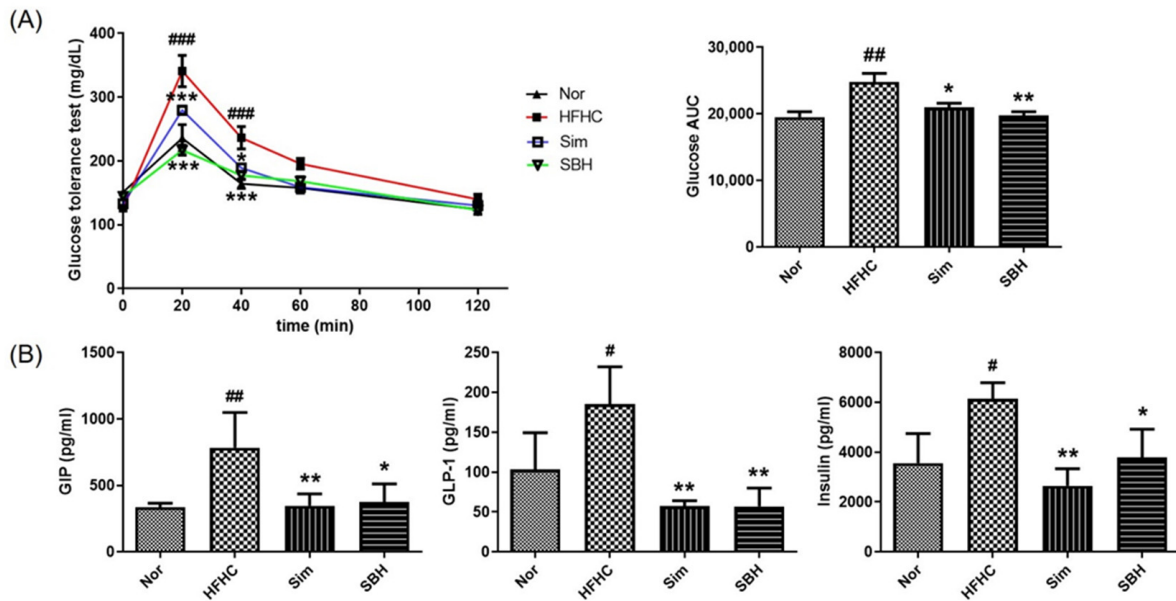 (A)
Glucose tolerance test (mg/dL)
400
300
200
100
0
###
***
***
###
*
***
0 20 40 60 80 100 120
time (min)
Nor
HFHC
Sim
SBH
Glucose AUC
30,000
20,000
10,000
0
##
*
**
Nor HFHC Sim SBH
(B)
GIP (pg/ml)
1500
1000
500
0
##
**
*
Nor HFHC Sim SBH
GLP-1 (pg/ml)
250
200
150
100
50
0
#
**
**
Nor HFHC Sim SBH
Insulin (pg/ml)
8000
6000
4000
2000
0
#
**
*
Nor HFHC Sim SBH